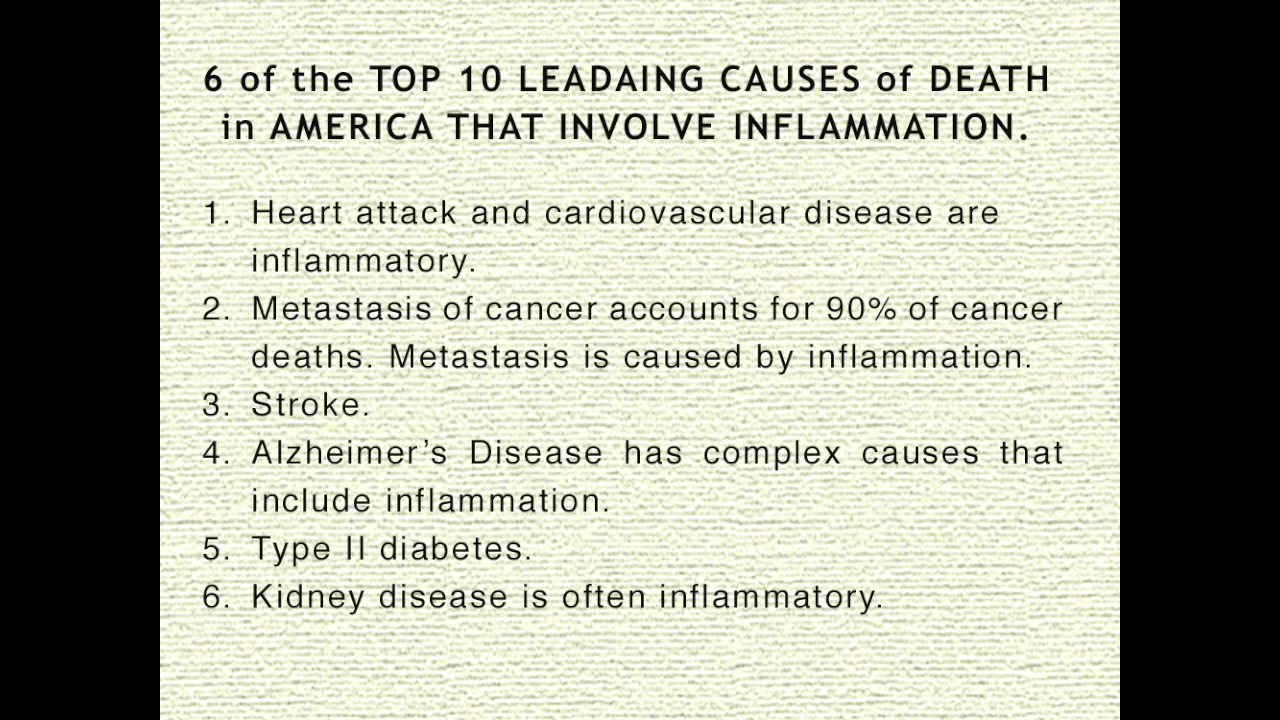 6 of the TOP 10 LEADAING CAUSES of DEATH
in AMERICA THAT INVOLVE INFLAMMATION.
1. Heart attack and cardiovascular disease are
inflammatory.
2. Metastasis of cancer accounts for 90% of cancer
deaths. Metastasis is caused by inflammation.
3. Stroke.
4. Alzheimer’s Disease has complex causes that
include inflammation.
5. Type II diabetes.
6. Kidney disease is often inflammatory.